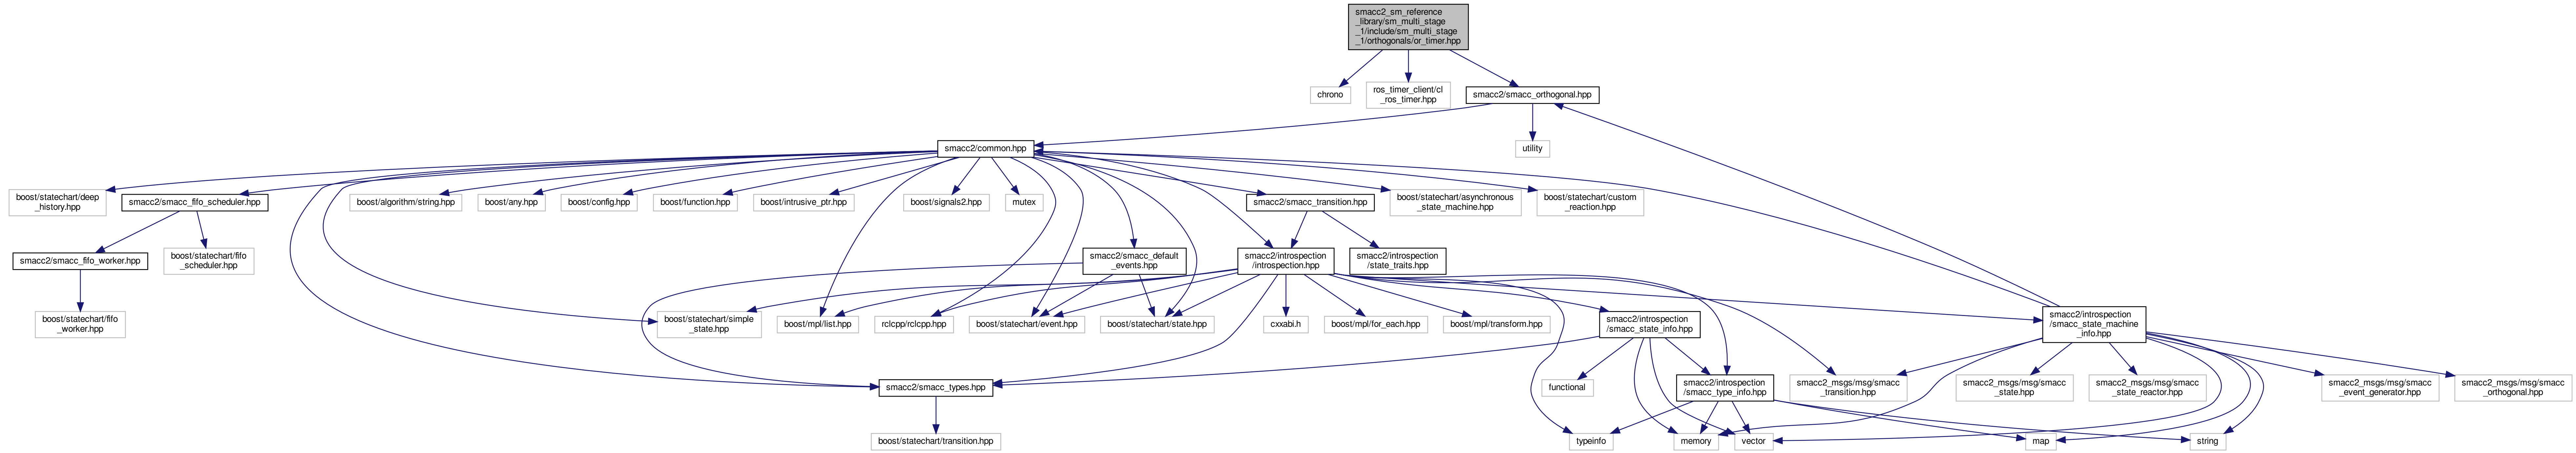 smacc2_sm_reference
_library/sm_multi_stage
_1/include/sm_multi_stage
_1/orthogonals/or_timer.hpp
chrono
ros_timer_client/cl
_ros_timer.hpp
smacc2/smacc_orthogonal.hpp
smacc2/common.hpp
utility
boost/statechart/deep
_history.hpp
smacc2/smacc_fifo_scheduler.hpp
boost/algorithm/string.hpp
boost/any.hpp
boost/config.hpp
boost/function.hpp
boost/intrusive_ptr.hpp
boost/signals2.hpp
mutex
smacc2/smacc_transition.hpp
boost/statechart/asynchronous
_state_machine.hpp
boost/statechart/custom
_reaction.hpp
smacc2/smacc_fifo_worker.hpp
boost/statechart/fifo
_scheduler.hpp
smacc2/smacc_default
_events.hpp
smacc2/introspection
/introspection.hpp
smacc2/introspection
/state_traits.hpp
boost/statechart/fifo
_worker.hpp
boost/statechart/simple
_state.hpp
boost/mpl/list.hpp
rclcpp/rclcpp.hpp
boost/statechart/event.hpp
boost/statechart/state.hpp
cxxabi.h
boost/mpl/for_each.hpp
boost/mpl/transform.hpp
smacc2/introspection
/smacc_state_info.hpp
smacc2/introspection
/smacc_state_machine
_info.hpp
smacc2/smacc_types.hpp
functional
smacc2/introspection
/smacc_type_info.hpp
smacc2_msgs/msg/smacc
_transition.hpp
smacc2_msgs/msg/smacc
_state.hpp
smacc2_msgs/msg/smacc
_state_reactor.hpp
smacc2_msgs/msg/smacc
_event_generator.hpp
smacc2_msgs/msg/smacc
_orthogonal.hpp
boost/statechart/transition.hpp
typeinfo
memory
vector
map
string